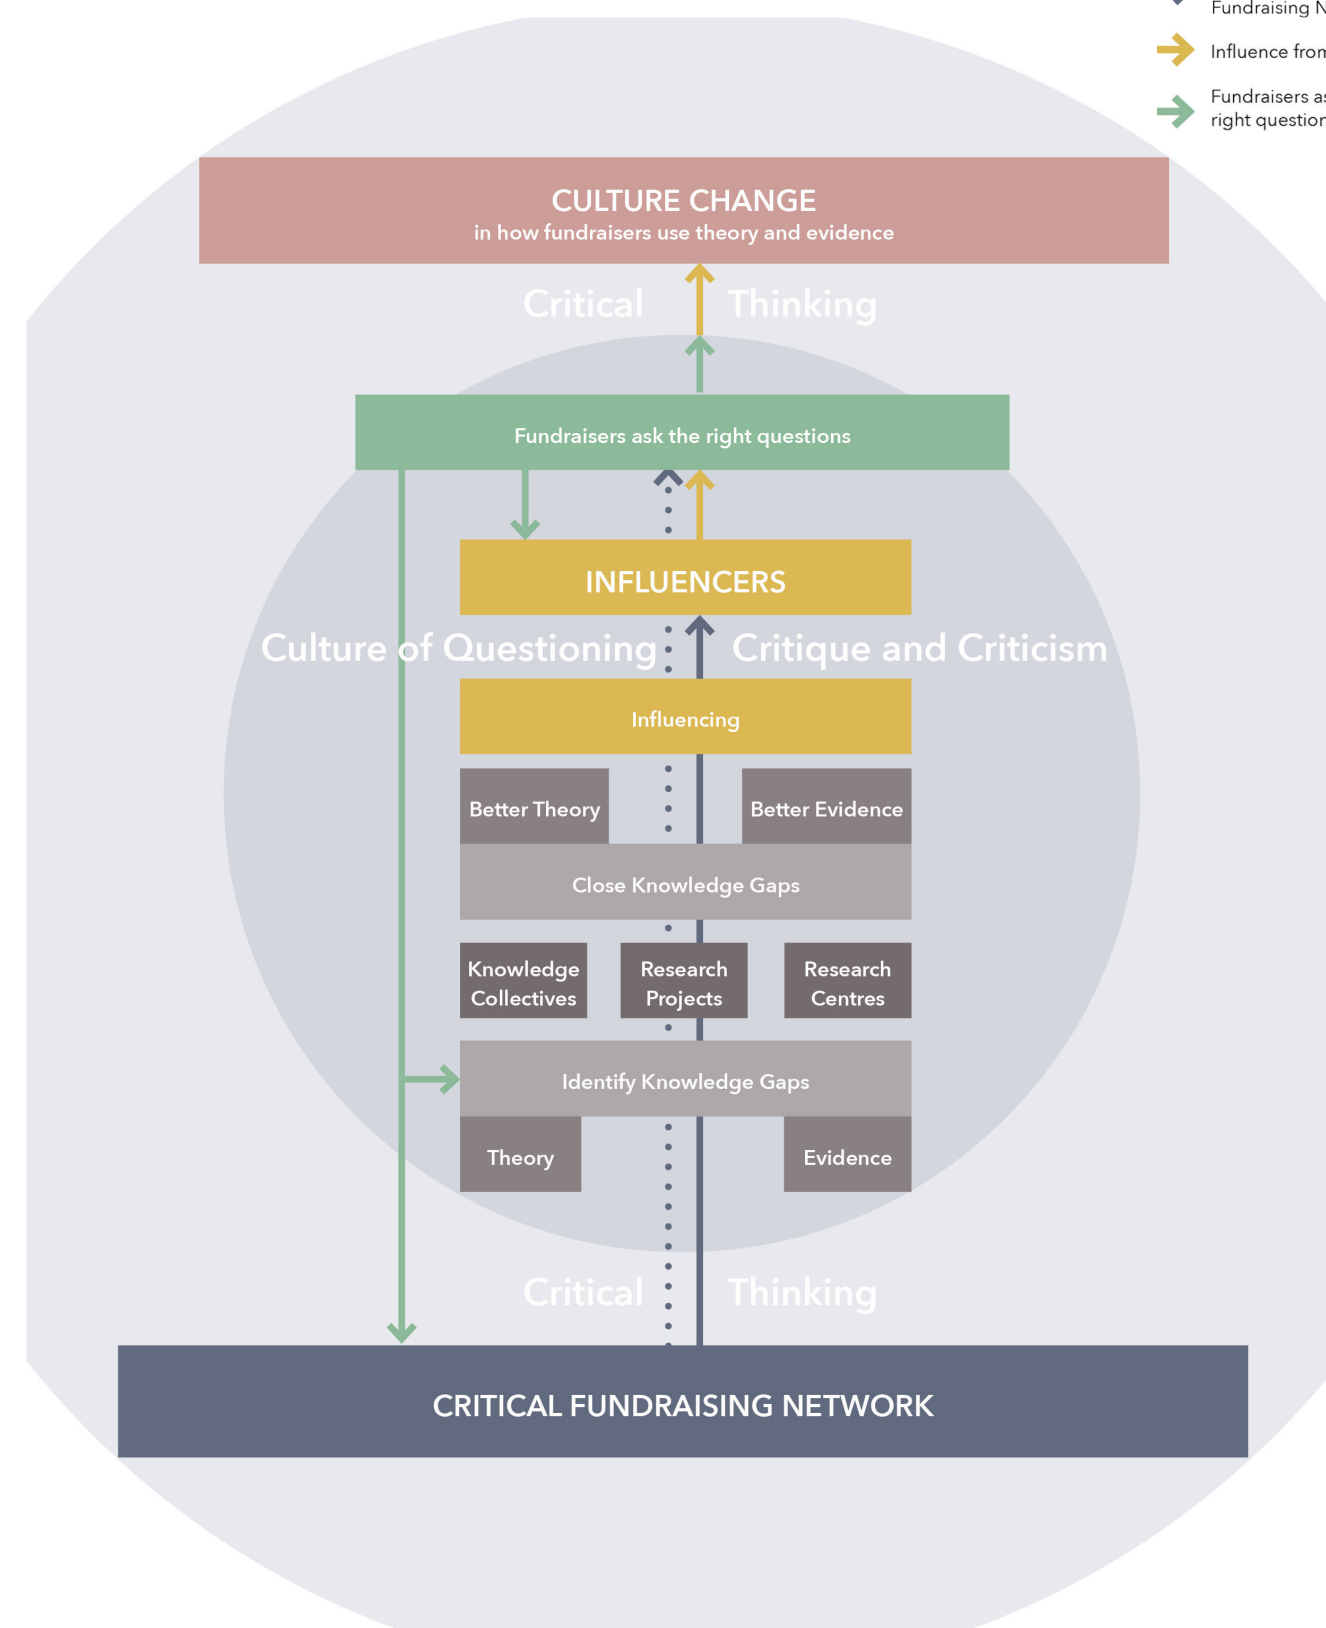 Fundraising N
Influence from
Fundraisers as
right question
CULTURE CHANGE
in how fundraisers use theory and evidence
Critical Thinking
Fundraisers ask the right questions
INFLUENCERS
Culture of Questioning Critique and Criticism
Influencing
Better Theory Better Evidence
Close Knowledge Gaps
Knowledge Research Research
Collectives Projects Centres
Identify Knowledge Gaps
Theory Evidence
Critical Thinking
CRITICAL FUNDRAISING NETWORK